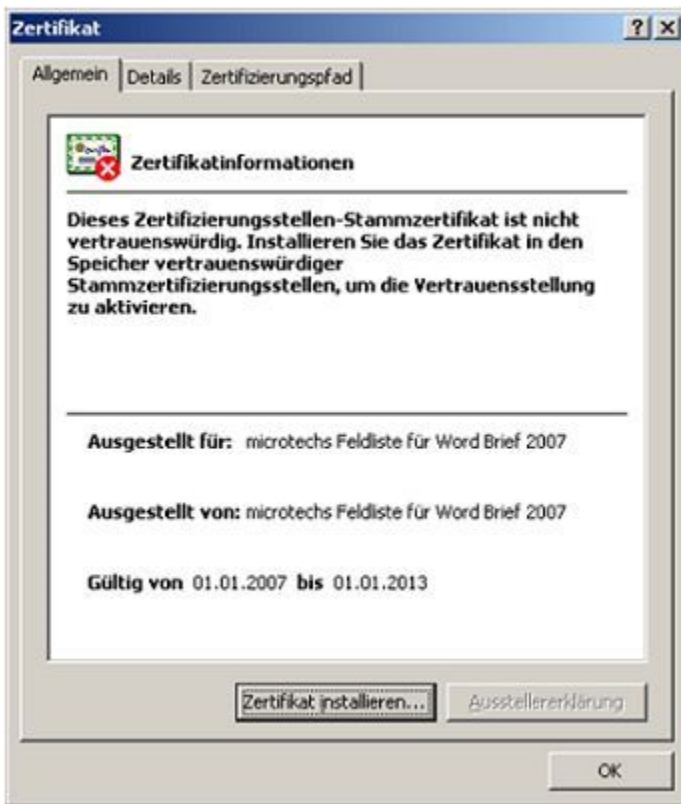 Zertifikat
Allgemein Details Zertifizierungspfad
Zertifikatinformationen
Dieses Zertifizierungsstellen-Stammzertifikat ist nicht
vertrauenswürdig. Installieren Sie das Zertifikat in den
Speicher vertrauenswürdiger
Stammzertifizierungsstellen, um die Vertrauensstellung
zu aktivieren.
Ausgestellt für: microtechs Feldliste für Word Brief 2007
Ausgestellt von: microtechs Feldliste für Word Brief 2007
Gültig von 01.01.2007 bis 01.01.2013
Zertifikat installieren... Ausstellererklärung
OK